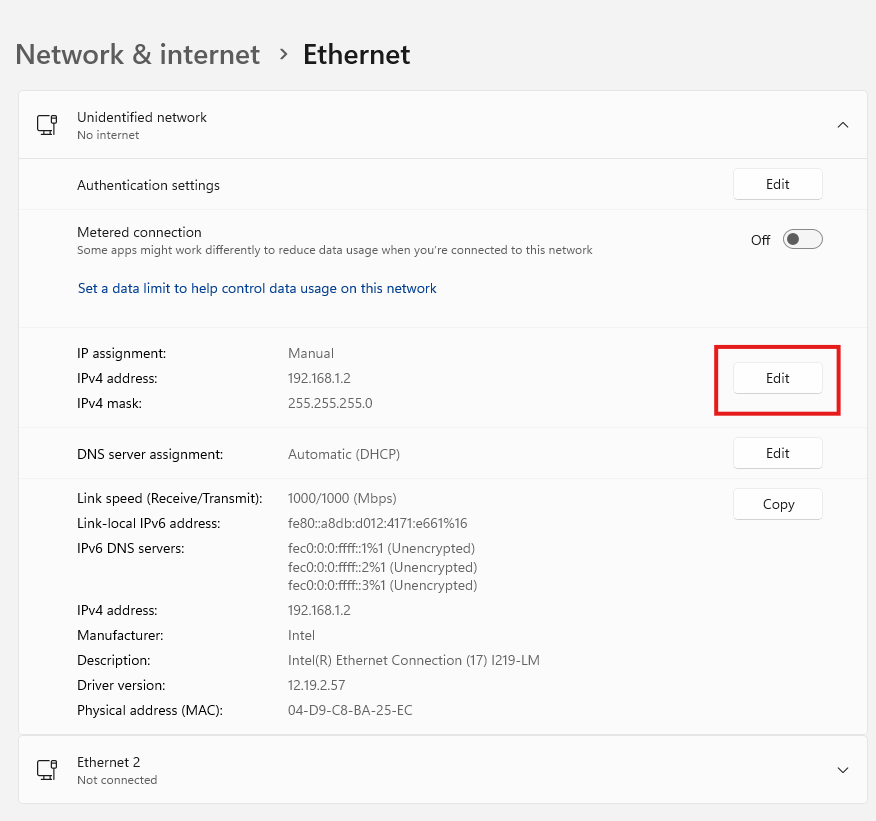 Network & internet > Ethernet
Unidentified network
No internet
Authentication settings Edit
Metered connection
Some apps might work differently to reduce data usage when you're connected to this network
Off
Set a data limit to help control data usage on this network
IP assignment: Manual
IPv4 address: 192.168.1.2
Edit
IPv4 mask: 255.255.255.0
DNS server assignment: Automatic (DHCP) Edit
Link speed (Receive/Transmit): 1000/1000 (Mbps)
Copy
Link-local IPv6 address: fe80::a8db:d012:4171:e661%16
IPv6 DNS servers: fec0:0:0:ffff::1%1 (Unencrypted)
fec0:0:0:ffff::2%1 (Unencrypted)
fec0:0:0:ffff::3%1 (Unencrypted)
IPv4 address: 192.168.1.2
Manufacturer: Intel
Description: Intel(R) Ethernet Connection (17) I219-LM
Driver version: 12.19.2.57
Physical address (MAC): 04-D9-C8-BA-25-EC
Ethernet 2
Not connected